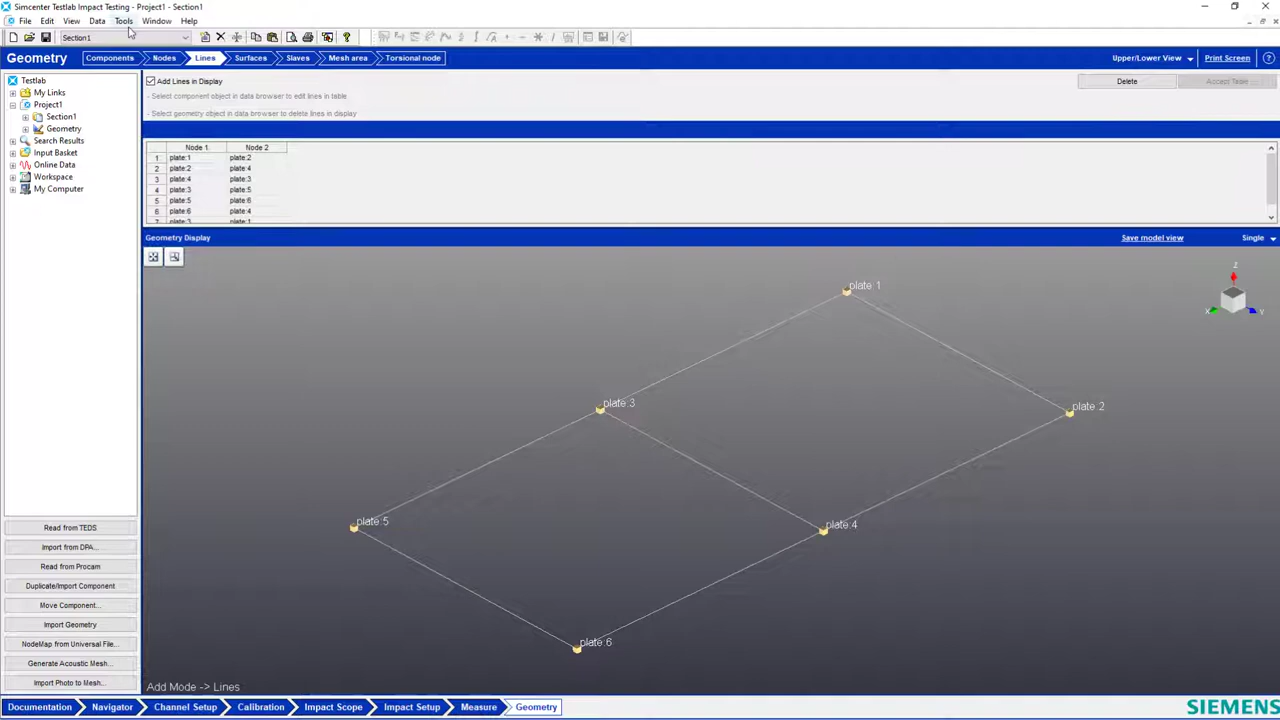 Simcenter Testlab Impact Testing - Project1 - Section1
File Edit View Data Tools Window Help
Section1
Geometry Components Nodes Lines Surfaces Slaves Mesh area Torsional node Upper/Lower View Print Screen ?
Testlab
My Links
Project1
Section1
Geometry
Search Results
Input Basket
Online Data
Workspace
My Computer
Add Lines in Display
Delete Accept Table ...
- Select component object in data browser to edit lines in table
- Select geometry object in data browser to delete lines in display
Node 1 Node 2
1 plate:1 plate:2
2 plate:2 plate:4
3 plate:4 plate:3
4 plate:3 plate:5
5 plate:5 plate:6
6 plate:6 plate:4
7 plate:3 plate:1
Geometry Display Save model view Single
Z
X Y
plate:1
plate:2
plate:3
plate:4
plate:5
plate:6
Add Mode -> Lines
Read from TEDS
Import from DPA...
Read from Procam
Duplicate/Import Component
Move Component...
Import Geometry
NodeMap from Universal File...
Generate Acoustic Mesh...
Import Photo to Mesh...
Documentation Navigator Channel Setup Calibration Impact Scope Impact Setup Measure Geometry
SIEMENS